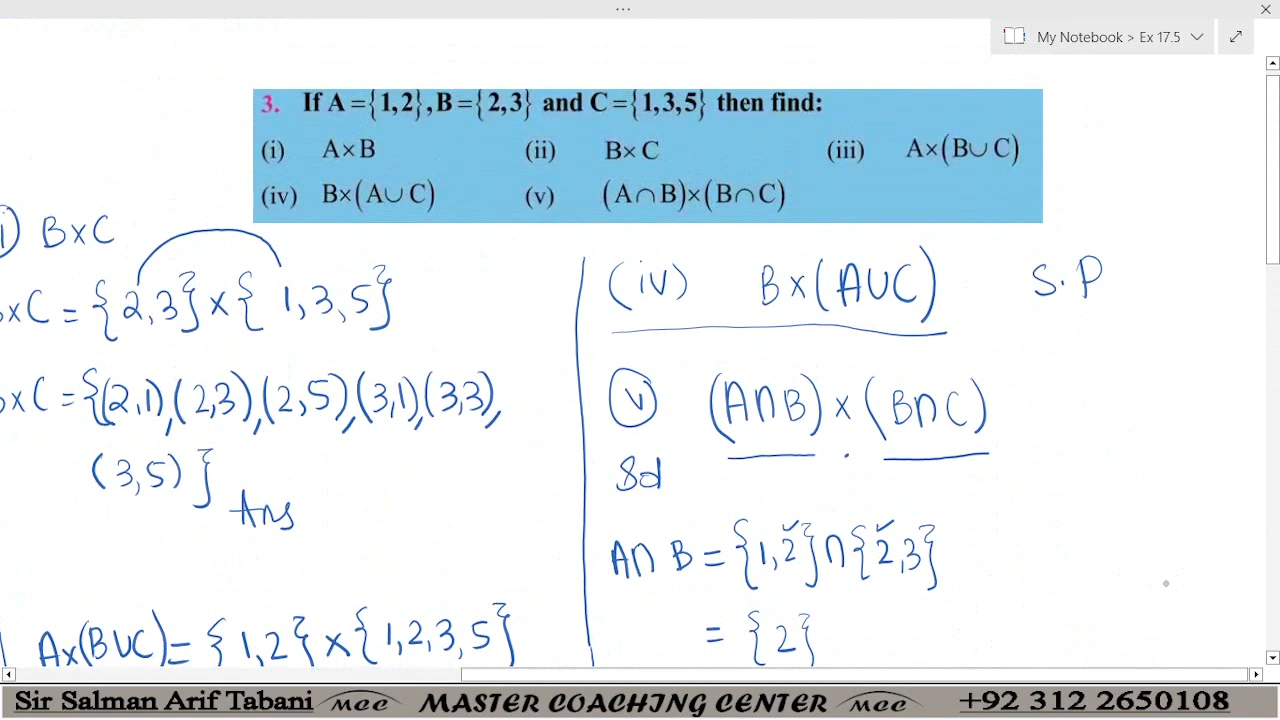 My Notebook > Ex 17.5
3. If A = {1,2}, B = {2,3} and C = {1,3,5} then find:
(i) A×B (ii) B×C (iii) A×(B∪C)
(iv) B×(A∪C) (v) (A∩B)×(B∩C)
i) B×C
B×C = {2,3} × {1,3,5}
B×C = {(2,1),(2,3),(2,5),(3,1),(3,3),
(3,5)}
Ans
A×(B∪C) = {1,2} × {1,2,3,5}
(iv) B×(A∪C) S.P
(v) (A∩B) × (B∩C)
Sol
A∩B = {1,2} ∩ {2,3}
= {2}
Sir Salman Arif Tabani mcc MASTER COACHING CENTER mcc +92 312 2650108